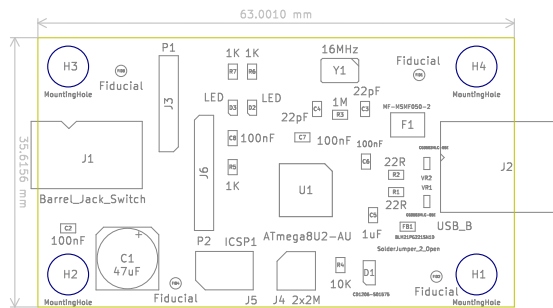 63.0010 mm
35.6156 mm
H3
MountingHole
Fiducial
P1
J3
1K 1K
R7
R6
LED
D3
D2
LED
16MHz
Y1
Fiducial
H4
MountingHole
22pF
C4
1M
R3
22pF
C3
MF-MSMF050-2
F1
J1
Barrel_Jack_Switch
J6
C8
100nF
C7
100nF
100nF
C6
R5
1K
U1
ATmega8U2-AU
22R
R2
R1
22R
VR2
VR1
J2
USB_B
C5
1uF
FB1
BLM21PG221SN1D
SolderJumper_2_Open
C2
100nF
C1
47uF
+
P2
ICSP1
J5
J4
2x2M
R4
10K
D1
H2
MountingHole
Fiducial
Fiducial
H1
MountingHole